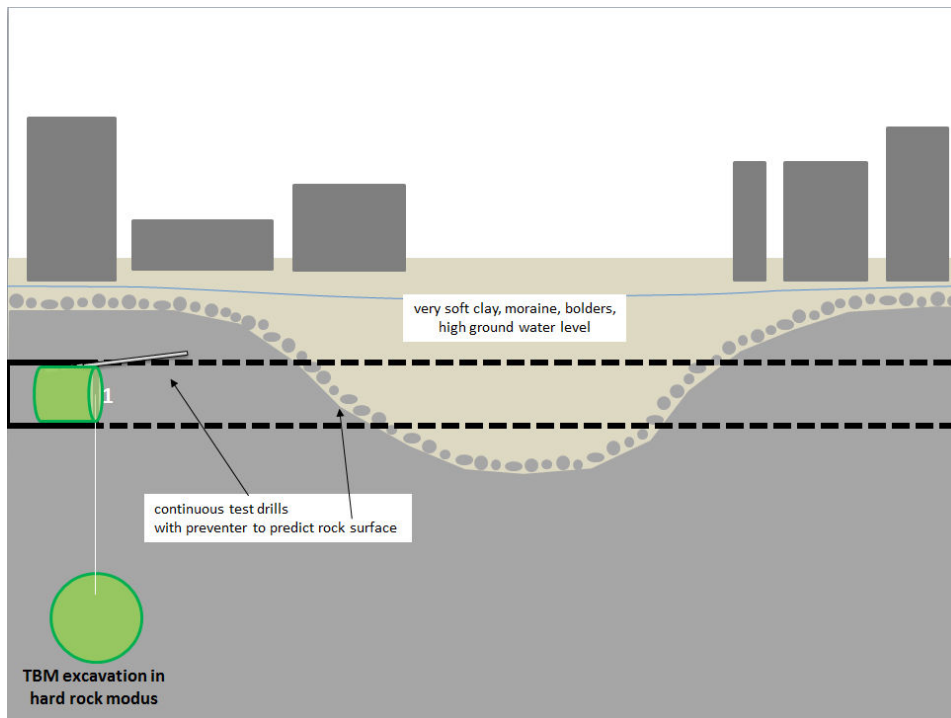 very soft clay, moraine, bolders,
high ground water level
1
continuous test drills
with preventer to predict rock surface
TBM excavation in
hard rock modus